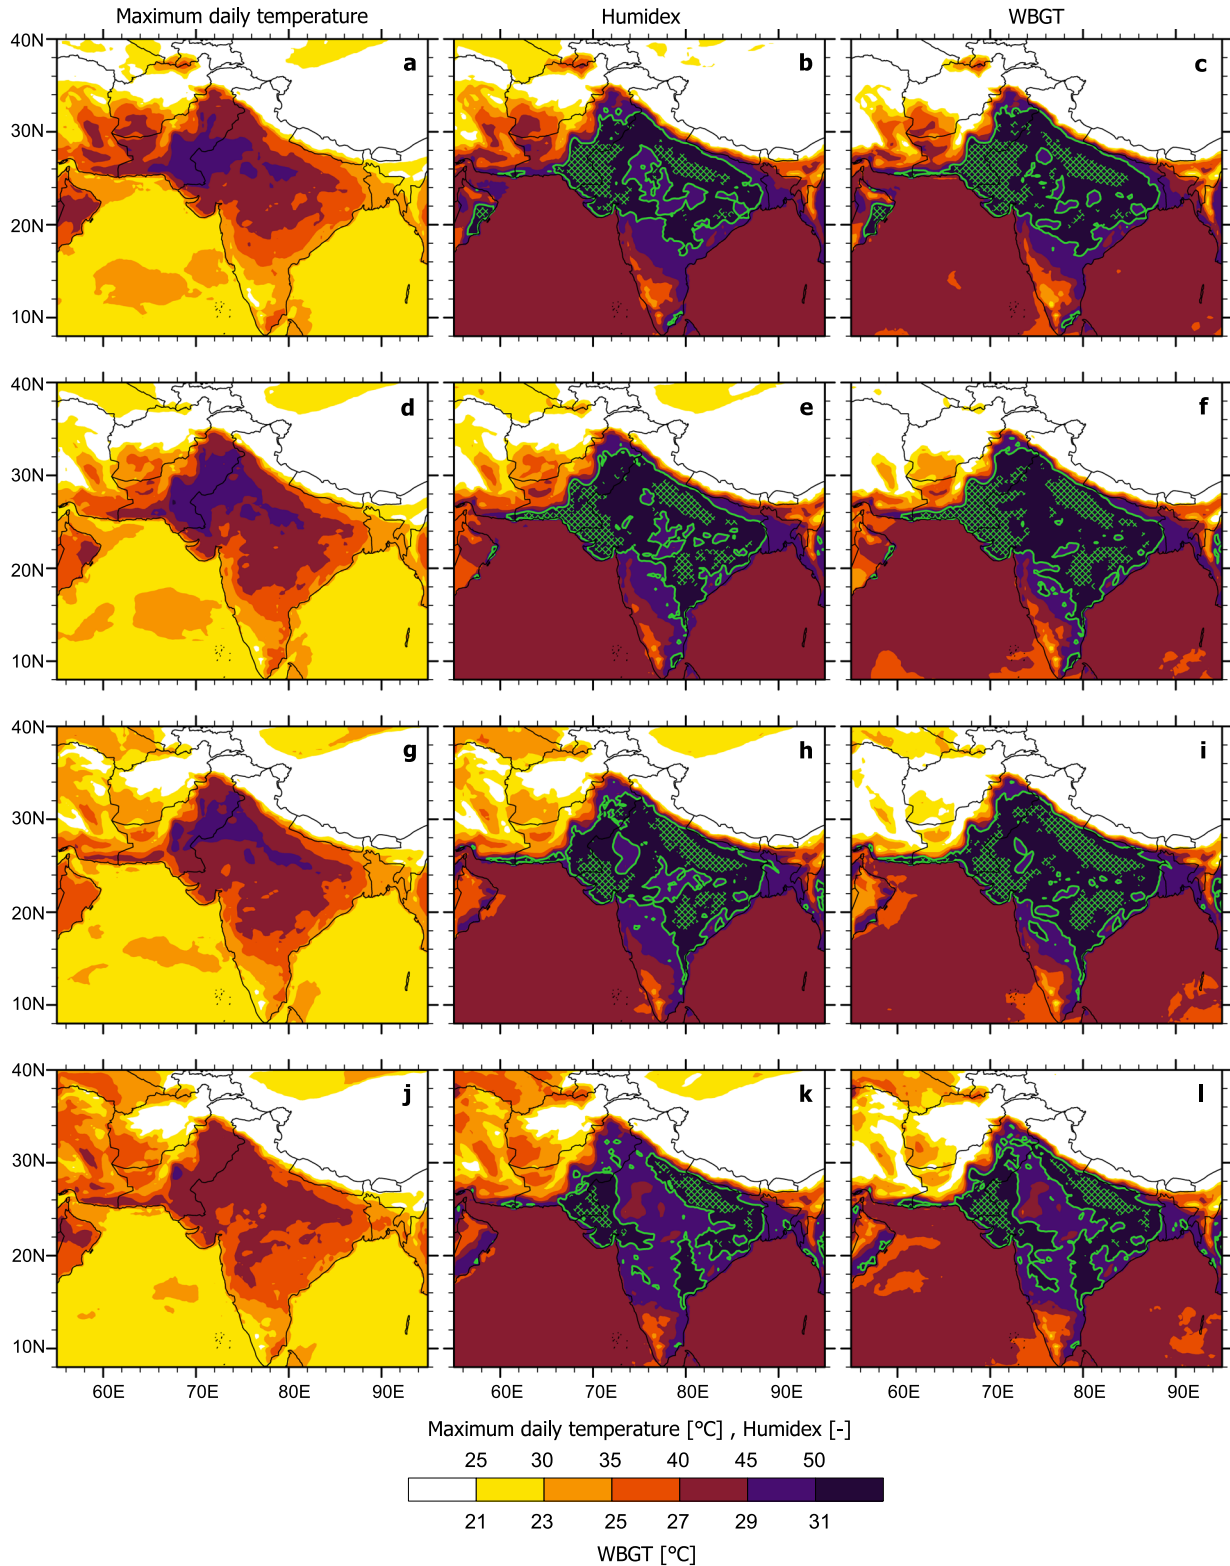 Maximum daily temperature Humidex WBGT
40N a b c
30N
20N
10N
40N d e f
30N
20N
10N
40N g h i
30N
20N
10N
40N j k l
30N
20N
10N
60E 70E 80E 90E 60E 70E 80E 90E 60E 70E 80E 90E
Maximum daily temperature [°C] , Humidex [-]
25 30 35 40 45 50
21 23 25 27 29 31
WBGT [°C]